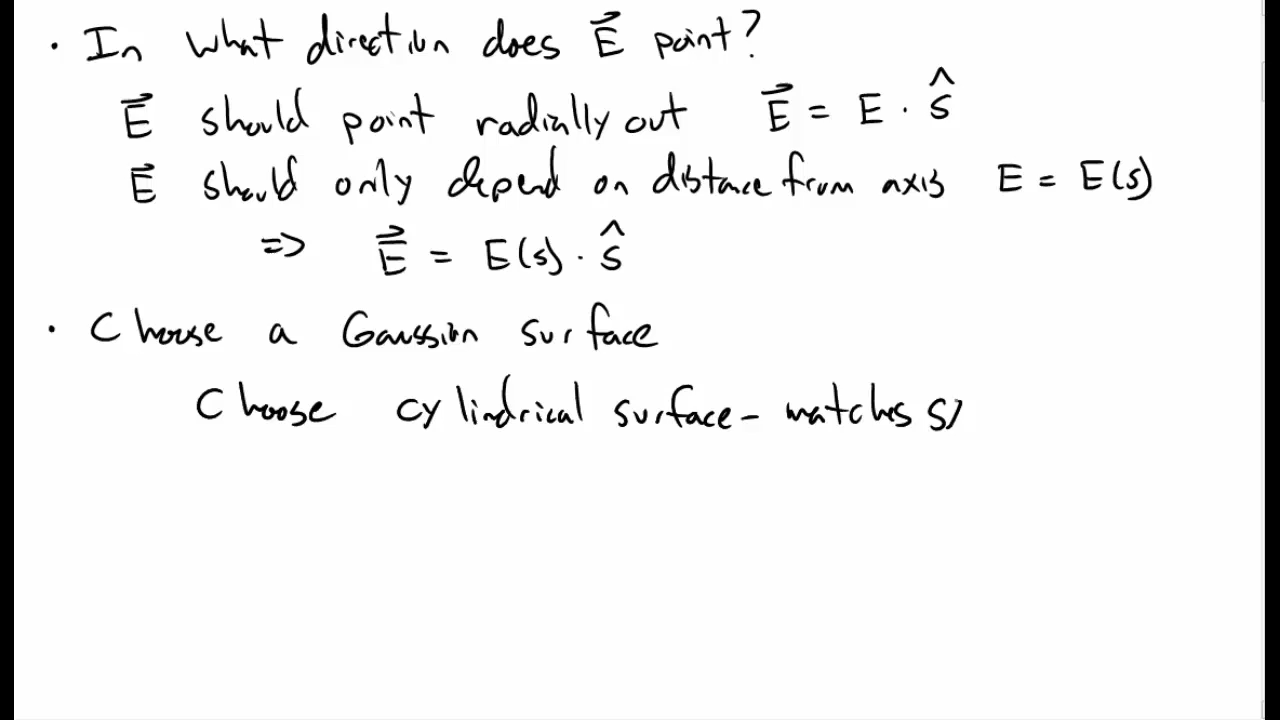 · In what direction does E⃗ point?
E⃗ should point radially out E⃗ = E · ŝ
E⃗ should only depend on distance from axis E = E(s)
=> E⃗ = E(s) · ŝ
· Choose a Gaussian surface
Choose cylindrical surface - matches